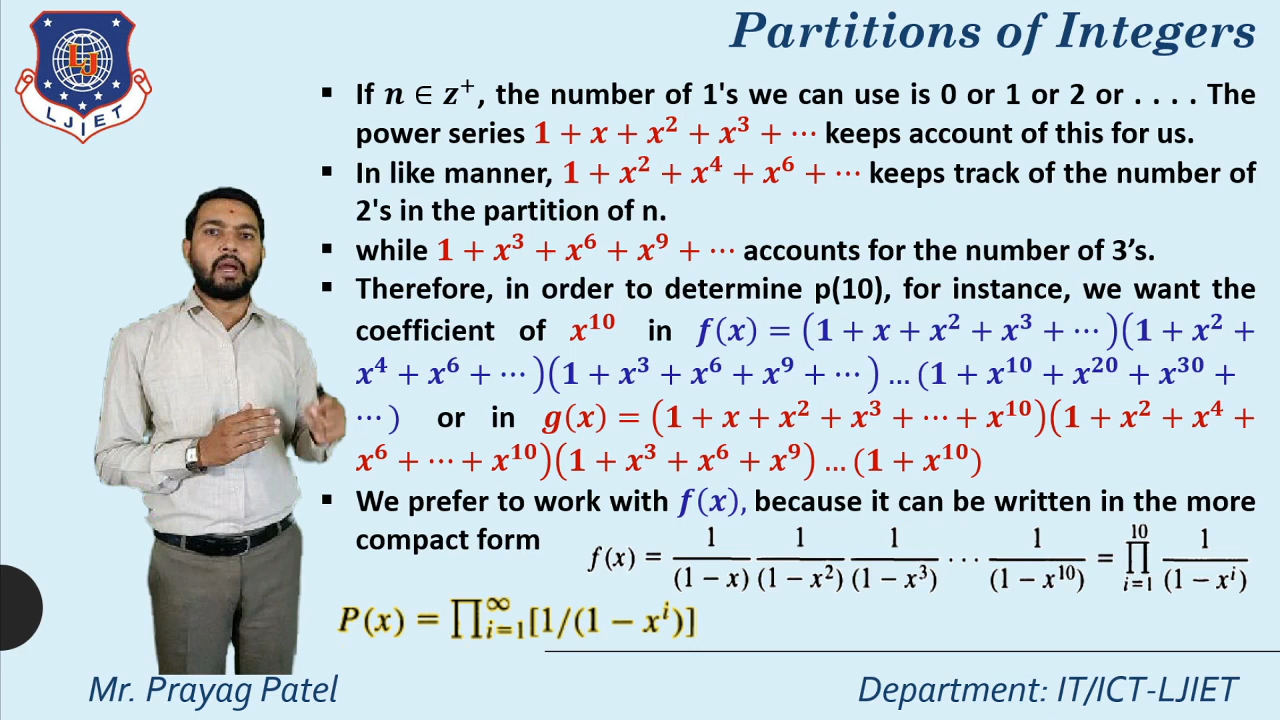 Partitions of Integers
LJIET
▪ If n ∈ z⁺, the number of 1's we can use is 0 or 1 or 2 or . . . . The
power series 1 + x + x² + x³ + ⋯ keeps account of this for us.
▪ In like manner, 1 + x² + x⁴ + x⁶ + ⋯ keeps track of the number of
2's in the partition of n.
▪ while 1 + x³ + x⁶ + x⁹ + ⋯ accounts for the number of 3’s.
▪ Therefore, in order to determine p(10), for instance, we want the
coefficient of x¹⁰ in f(x) = (1 + x + x² + x³ + ⋯ )(1 + x² +
x⁴ + x⁶ + ⋯ )(1 + x³ + x⁶ + x⁹ + ⋯ ) … (1 + x¹⁰ + x²⁰ + x³⁰ +
⋯ ) or in g(x) = (1 + x + x² + x³ + ⋯ + x¹⁰)(1 + x² + x⁴ +
x⁶ + ⋯ + x¹⁰)(1 + x³ + x⁶ + x⁹) … (1 + x¹⁰)
▪ We prefer to work with f(x), because it can be written in the more
compact form f(x) = 1/(1 − x) 1/(1 − x²) 1/(1 − x³) ⋯ 1/(1 − x¹⁰) = ∏_{i=1}^{10} 1/(1 − xⁱ)
P(x) = ∏_{i=1}^{∞}[1/(1 − xⁱ)]
Mr. Prayag Patel
Department: IT/ICT-LJIET